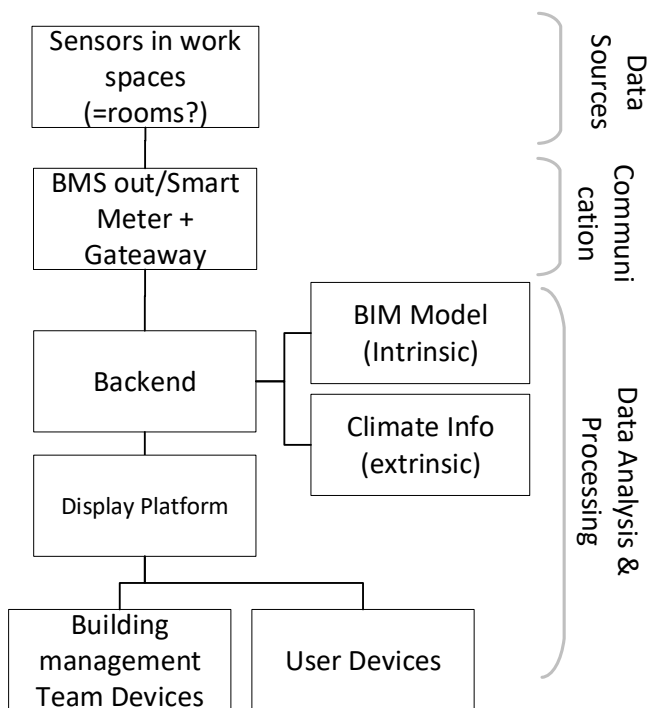 Sensors in work
spaces
(=rooms?)
Data
Sources
BMS out/Smart
Meter +
Gateaway
Communi
cation
Backend
BIM Model
(Intrinsic)
Climate Info
(extrinsic)
Data Analysis &
Processing
Display Platform
Building
management
Team Devices
User Devices